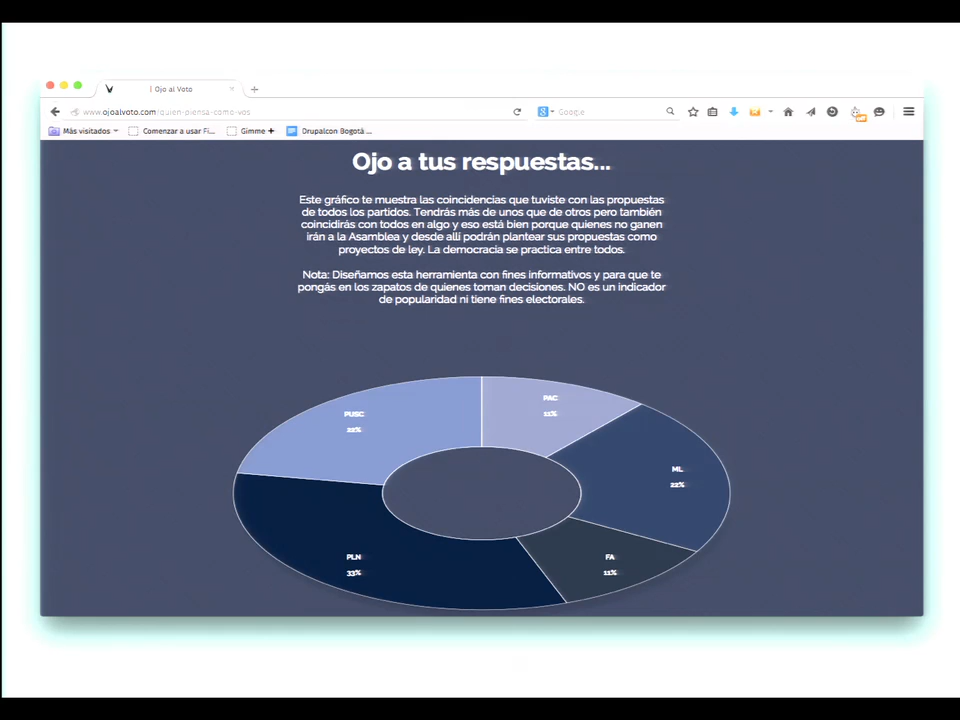 | Ojo al Voto
www.ojoalvoto.com/quien-piensa-como-vos
Google
Más visitados
Comenzar a usar Fi...
Gimme +
Drupalcon Bogotá ...
Ojo a tus respuestas...
Este gráfico te muestra las coincidencias que tuviste con las propuestas
de todos los partidos. Tendrás más de unos que de otros pero también
coincidirás con todos en algo y eso está bien porque quienes no ganen
irán a la Asamblea y desde allí podrán plantear sus propuestas como
proyectos de ley. La democracia se practica entre todos.
Nota: Diseñamos esta herramienta con fines informativos y para que te
pongás en los zapatos de quienes toman decisiones. NO es un indicador
de popularidad ni tiene fines electorales.
PAC
11%
PUSC
22%
ML
22%
PLN
33%
FA
11%